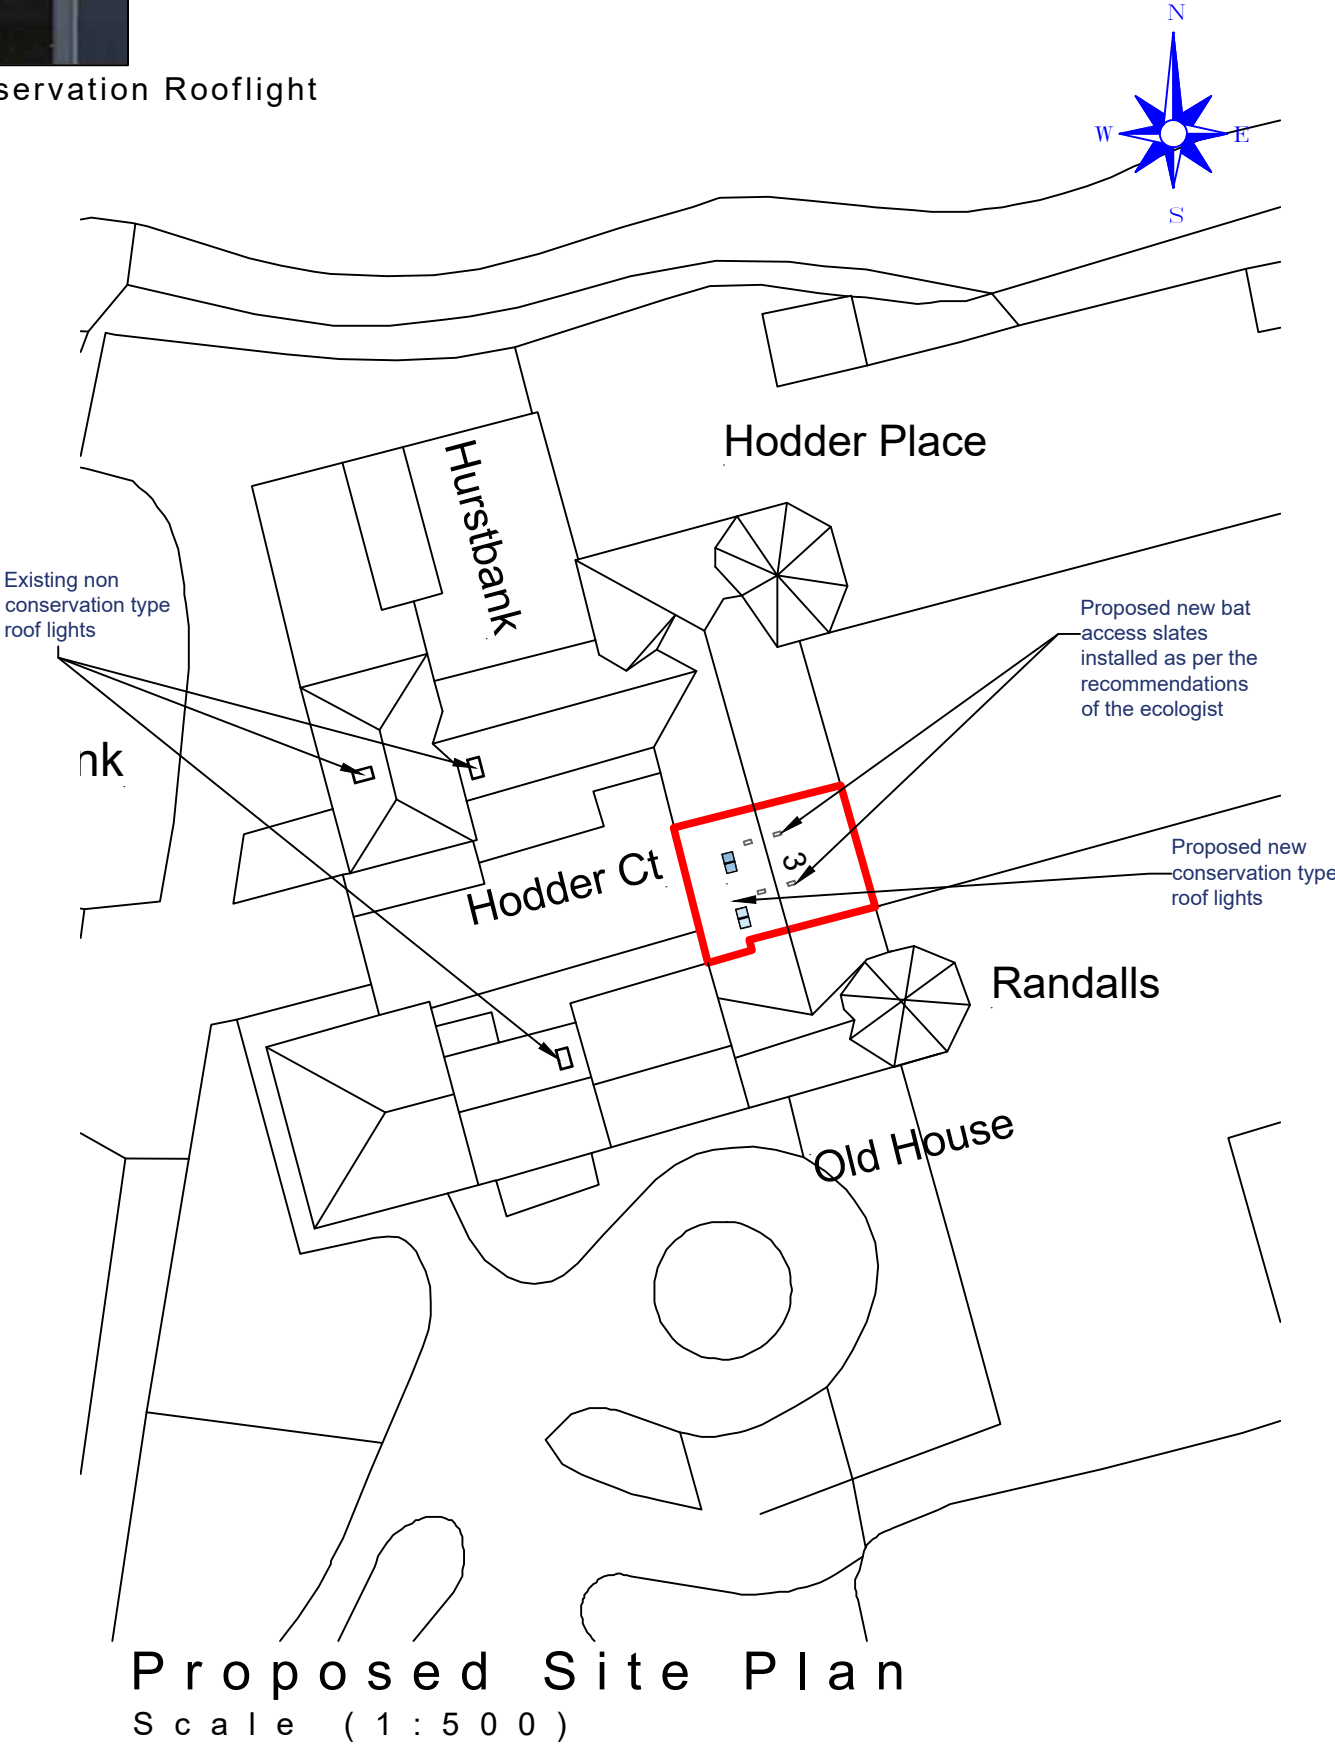 servation Rooflight
N
W
E
S
Hodder Place
Hurstbank
Existing non
conservation type
roof lights
Proposed new bat
access slates
installed as per the
recommendations
of the ecologist
nk
3
Proposed new
conservation type
roof lights
Hodder Ct
Randalls
Old House
Proposed Site Plan
Scale (1:500)